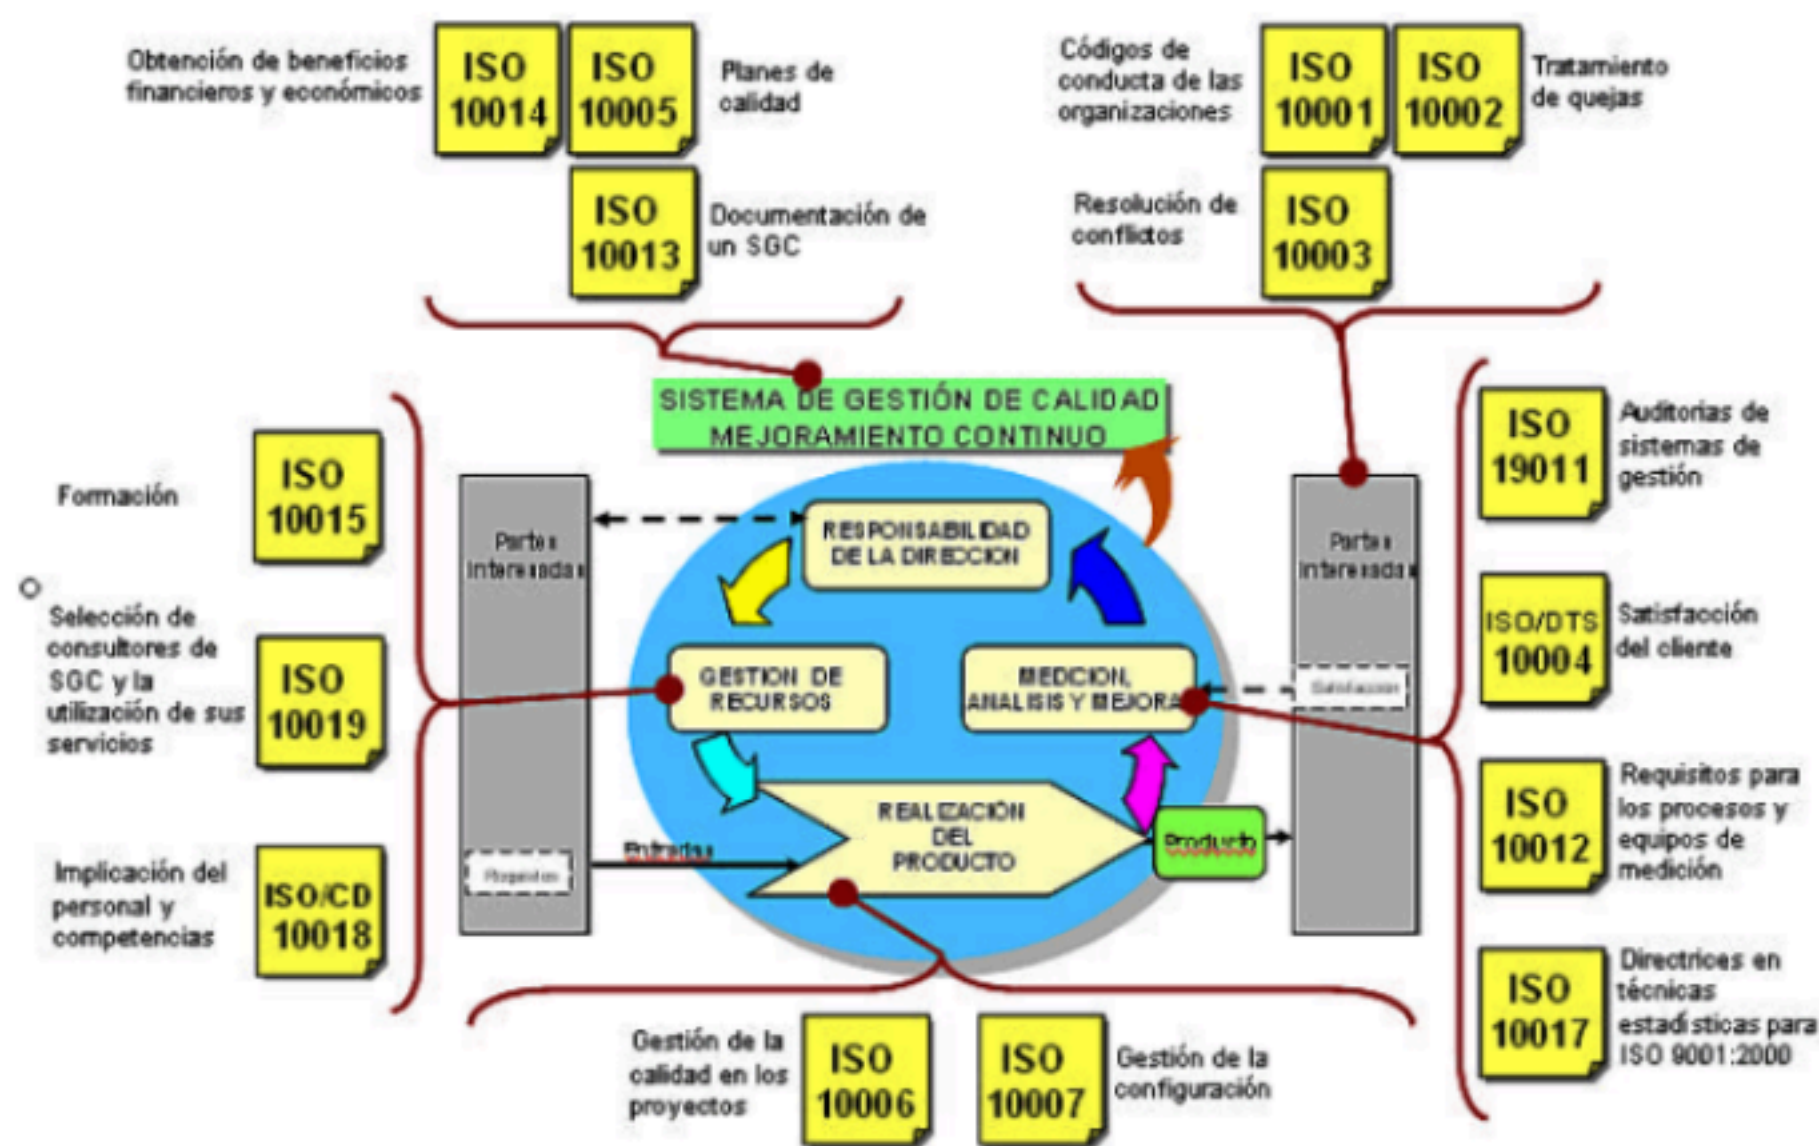 Obtención de beneficios
financieros y económicos
ISO
10014
ISO
10005
Planes de
calidad
ISO
10013
Documentación de
un SGC
Códigos de
conducta de las
organizaciones
ISO
10001
ISO
10002
Tratamiento
de quejas
Resolución de
conflictos
ISO
10003
SISTEMA DE GESTIÓN DE CALIDAD
MEJORAMIENTO CONTINUO
Formación
ISO
10015
Selección de
consultores de
SGC y la
utilización de sus
servicios
ISO
10019
Implicación del
personal y
competencias
ISO/CD
10018
Partes
Interesadas
Requisitos
Entradas
RESPONSABILIDAD
DE LA DIRECCION
GESTION DE
RECURSOS
MEDICION,
ANALISIS Y MEJORA
REALIZACIÓN
DEL
PRODUCTO
Producto
Partes
Interesadas
Satisfacción
ISO
19011
Auditorias de
sistemas de
gestión
ISO/DTS
10004
Satisfacción
del cliente
ISO
10012
Requisitos para
los procesos y
equipos de
medición
ISO
10017
Directrices en
técnicas
estadísticas para
ISO 9001:2000
Gestión de la
calidad en los
proyectos
ISO
10006
ISO
10007
Gestión de la
configuración